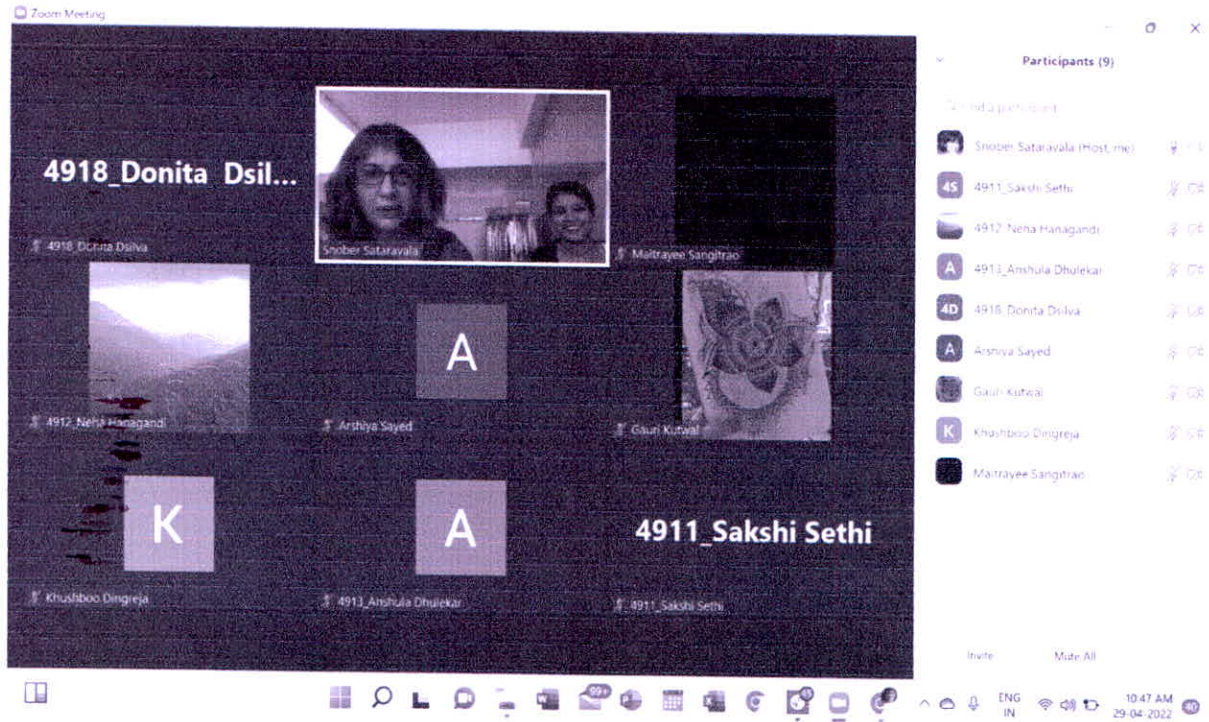 Zoom Meeting
4918_Donita Dsil...
4918_Donita Dsilva
Snober Sataravala
Maitrayee Sangitrao
4912_Neha Hanagandi
A
Arshiya Sayed
Gauri Kutwal
K
Khushboo Dingreja
A
4913_Anshula Dhulekar
4911_Sakshi Sethi
4911_Sakshi Sethi
Participants (9)
Find a participant
Snober Sataravala (Host, me)
4S 4911_Sakshi Sethi
4912_Neha Hanagandi
A 4913_Anshula Dhulekar
4D 4918_Donita Dsilva
A Arshiya Sayed
Gauri Kutwal
K Khushboo Dingreja
Maitrayee Sangitrao
Invite Mute All
99+
ENG
IN
10:47 AM
29-04-2022
40